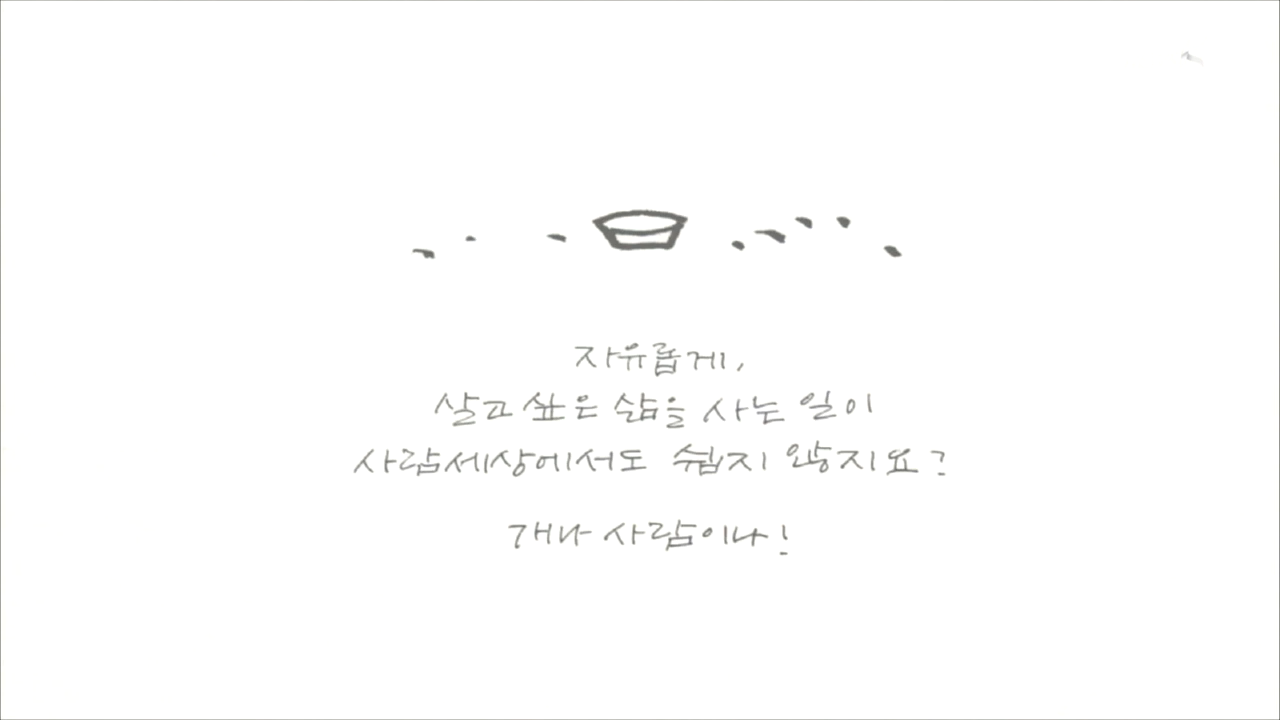 자유롭게,
살고 싶은 삶을 사는 일이
사람세상에서도 쉽지 않지요?
개나 사람이나!